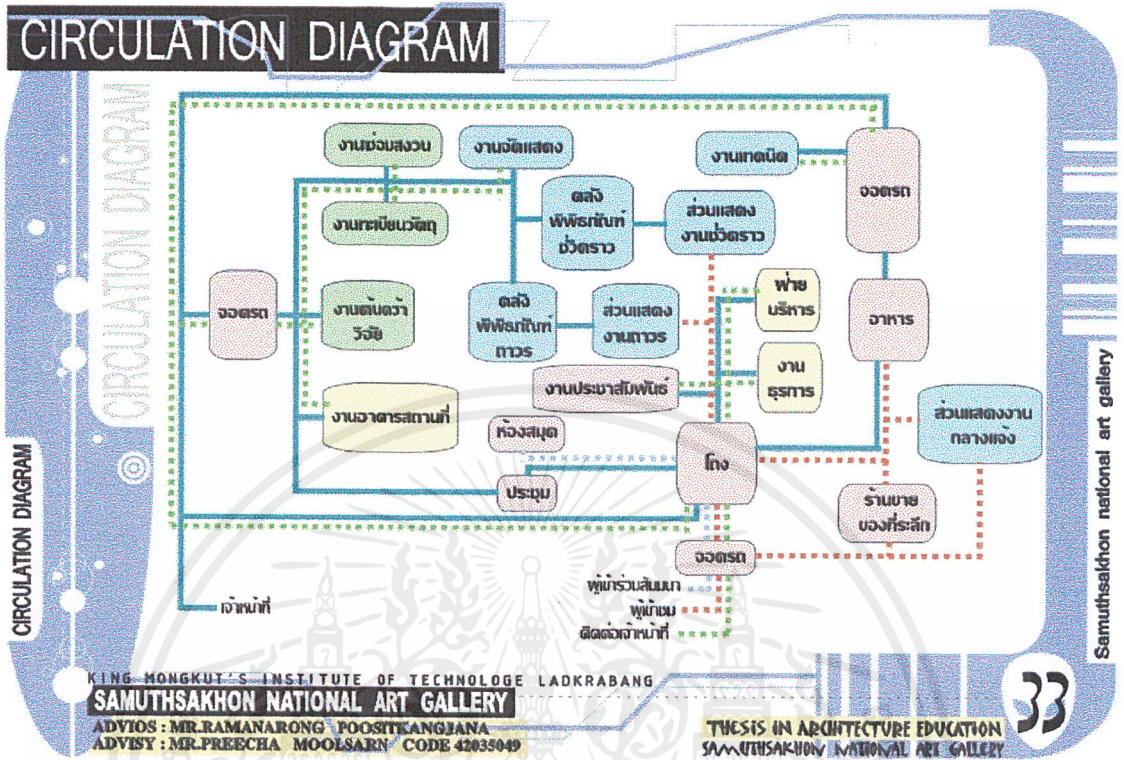 CIRCULATION DIAGRAM
CIRCULATION DIAGRAM
CIRCULATION DIAGRAM
Samuthsakhon national art gallery
งานซ่อมสงวน
งานจัดแสดง
งานเทคนิค
จอดรถ
งานทะเบียนวัตถุ
คลัง
พิพิธภัณฑ์
ชั่วคราว
ส่วนแสดง
งานชั่วคราว
จอดรถ
งานค้นคว้า
วิจัย
คลัง
พิพิธภัณฑ์
ถาวร
ส่วนแสดง
งานถาวร
ฝ่าย
บริหาร
อาหาร
งานประชาสัมพันธ์
งาน
ธุรการ
งานอาคารสถานที่
ห้องสมุด
โถง
ส่วนแสดงงาน
กลางแจ้ง
ประชุม
ร้านขาย
ของที่ระลึก
จอดรถ
เจ้าหน้าที่
ผู้เข้าร่วมสัมมนา
ผู้เข้าชม
ติดต่อเจ้าหน้าที่
KING MONGKUT'S INSTITUTE OF TECHNOLOGE LADKRABANG
SAMUTHSAKHON NATIONAL ART GALLERY
ADVIOS : MR.RAMANARONG POOSITKANGJANA
ADVISY : MR.PREECHA MOOLSARN CODE 42035049
THESIS IN ARCHITECTURE EDUCATION
SAMUTHSAKHON NATIONAL ART GALLERY
33